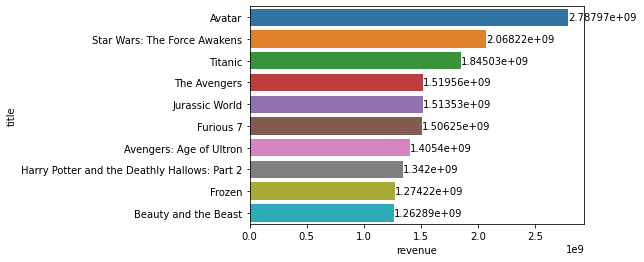 Avatar 2.78797e+09
Star Wars: The Force Awakens 2.06822e+09
Titanic 1.84503e+09
The Avengers 1.51956e+09
Jurassic World 1.51353e+09
Furious 7 1.50625e+09
Avengers: Age of Ultron 1.4054e+09
Harry Potter and the Deathly Hallows: Part 2 1.342e+09
Frozen 1.27422e+09
Beauty and the Beast 1.26289e+09
title
0.0 0.5 1.0 1.5 2.0 2.5
revenue 1e9